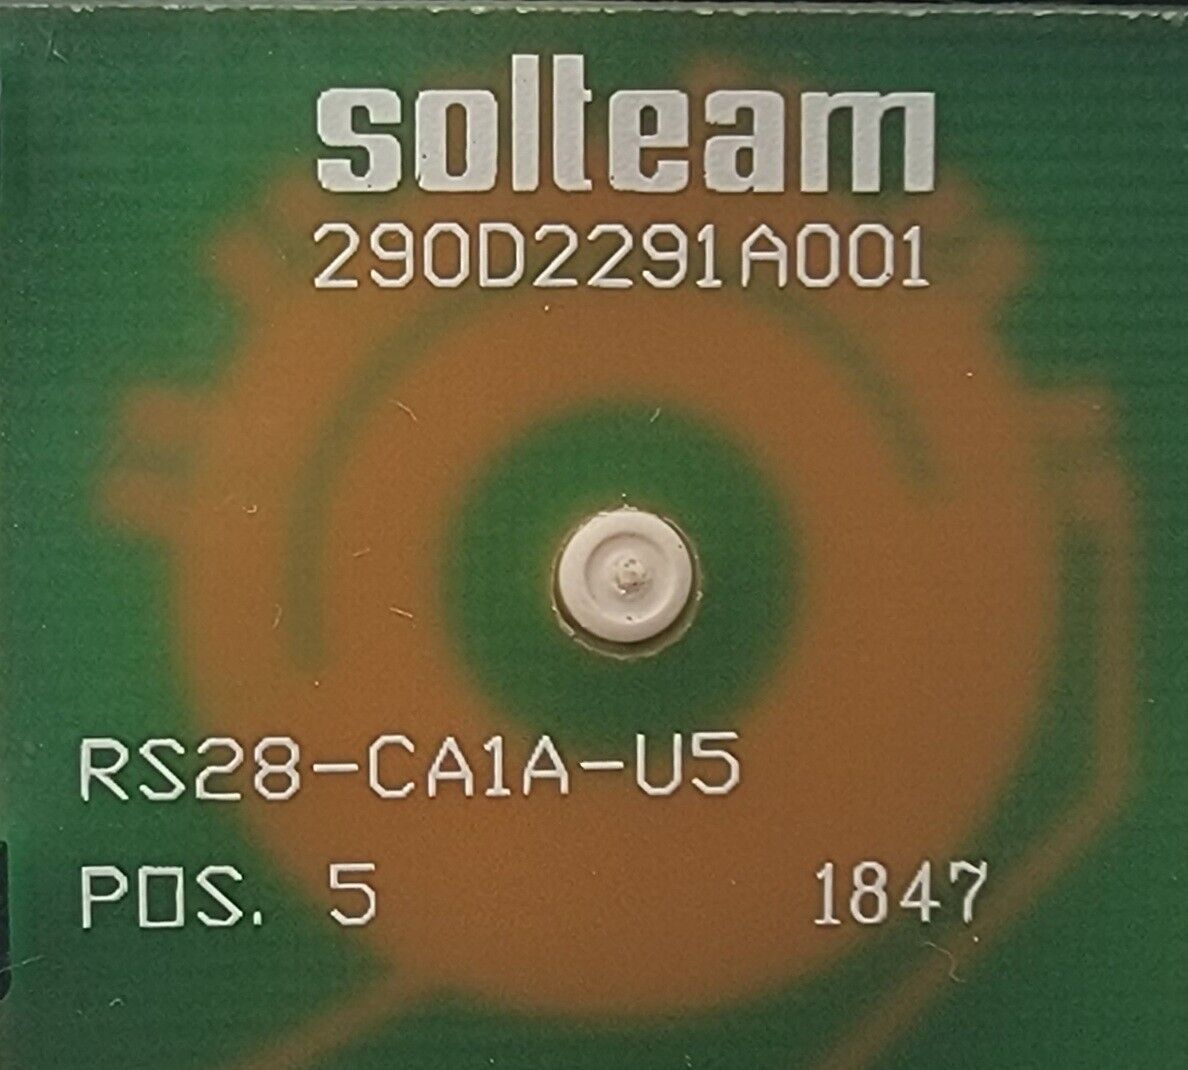 solteam
290D2291A001
RS28-CA1A-U5
POS. 5 1847